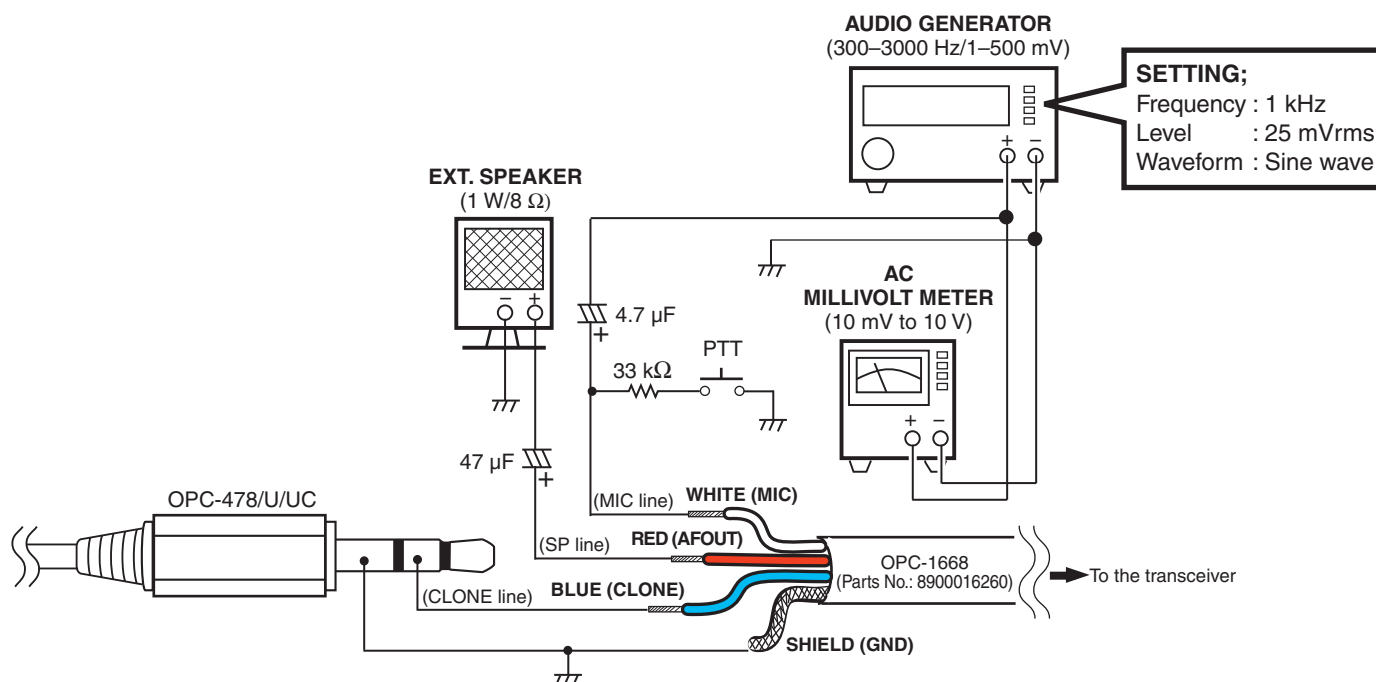 AUDIO GENERATOR
(300–3000 Hz/1–500 mV)
SETTING;
Frequency : 1 kHz
Level : 25 mVrms
Waveform : Sine wave
+ –
EXT. SPEAKER
(1 W/8 Ω)
– +
4.7 µF
+
AC
MILLIVOLT METER
(10 mV to 10 V)
+ –
33 kΩ
PTT
47 µF
+
OPC-478/U/UC
(MIC line)
WHITE (MIC)
(SP line)
RED (AFOUT)
(CLONE line)
BLUE (CLONE)
SHIELD (GND)
OPC-1668
(Parts No.: 8900016260)
To the transceiver